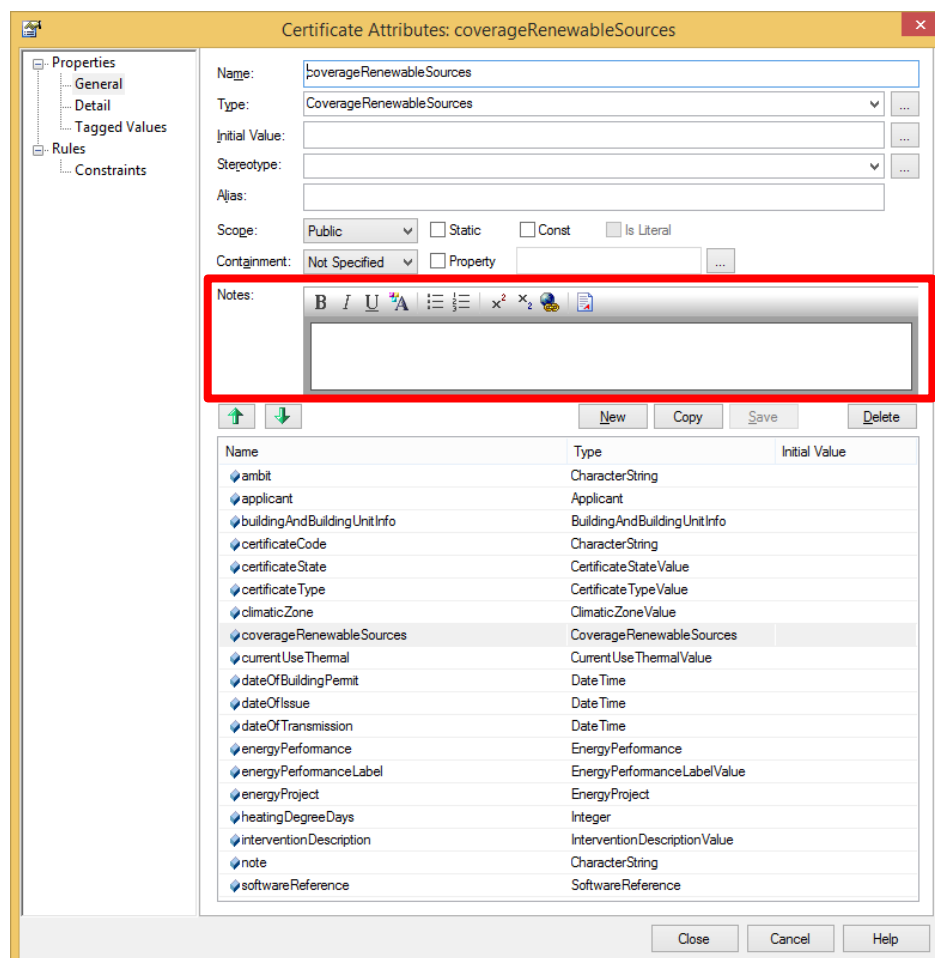 Certificate Attributes: coverageRenewableSources
Properties
General
Detail
Tagged Values
Rules
Constraints
Name: coverageRenewableSources
Type: CoverageRenewableSources ...
Initial Value: ...
Stereotype: ...
Alias:
Scope: Public Static Const Is Literal
Containment: Not Specified Property ...
Notes: B I U A x² x₂
New Copy Save Delete
Name Type Initial Value
ambit CharacterString
applicant Applicant
buildingAndBuildingUnitInfo BuildingAndBuildingUnitInfo
certificateCode CharacterString
certificateState CertificateStateValue
certificateType CertificateTypeValue
climaticZone ClimaticZoneValue
coverageRenewableSources CoverageRenewableSources
currentUseThermal CurrentUseThermalValue
dateOfBuildingPermit DateTime
dateOfIssue DateTime
dateOfTransmission DateTime
energyPerformance EnergyPerformance
energyPerformanceLabel EnergyPerformanceLabelValue
energyProject EnergyProject
heatingDegreeDays Integer
interventionDescription InterventionDescriptionValue
note CharacterString
softwareReference SoftwareReference
Close Cancel Help